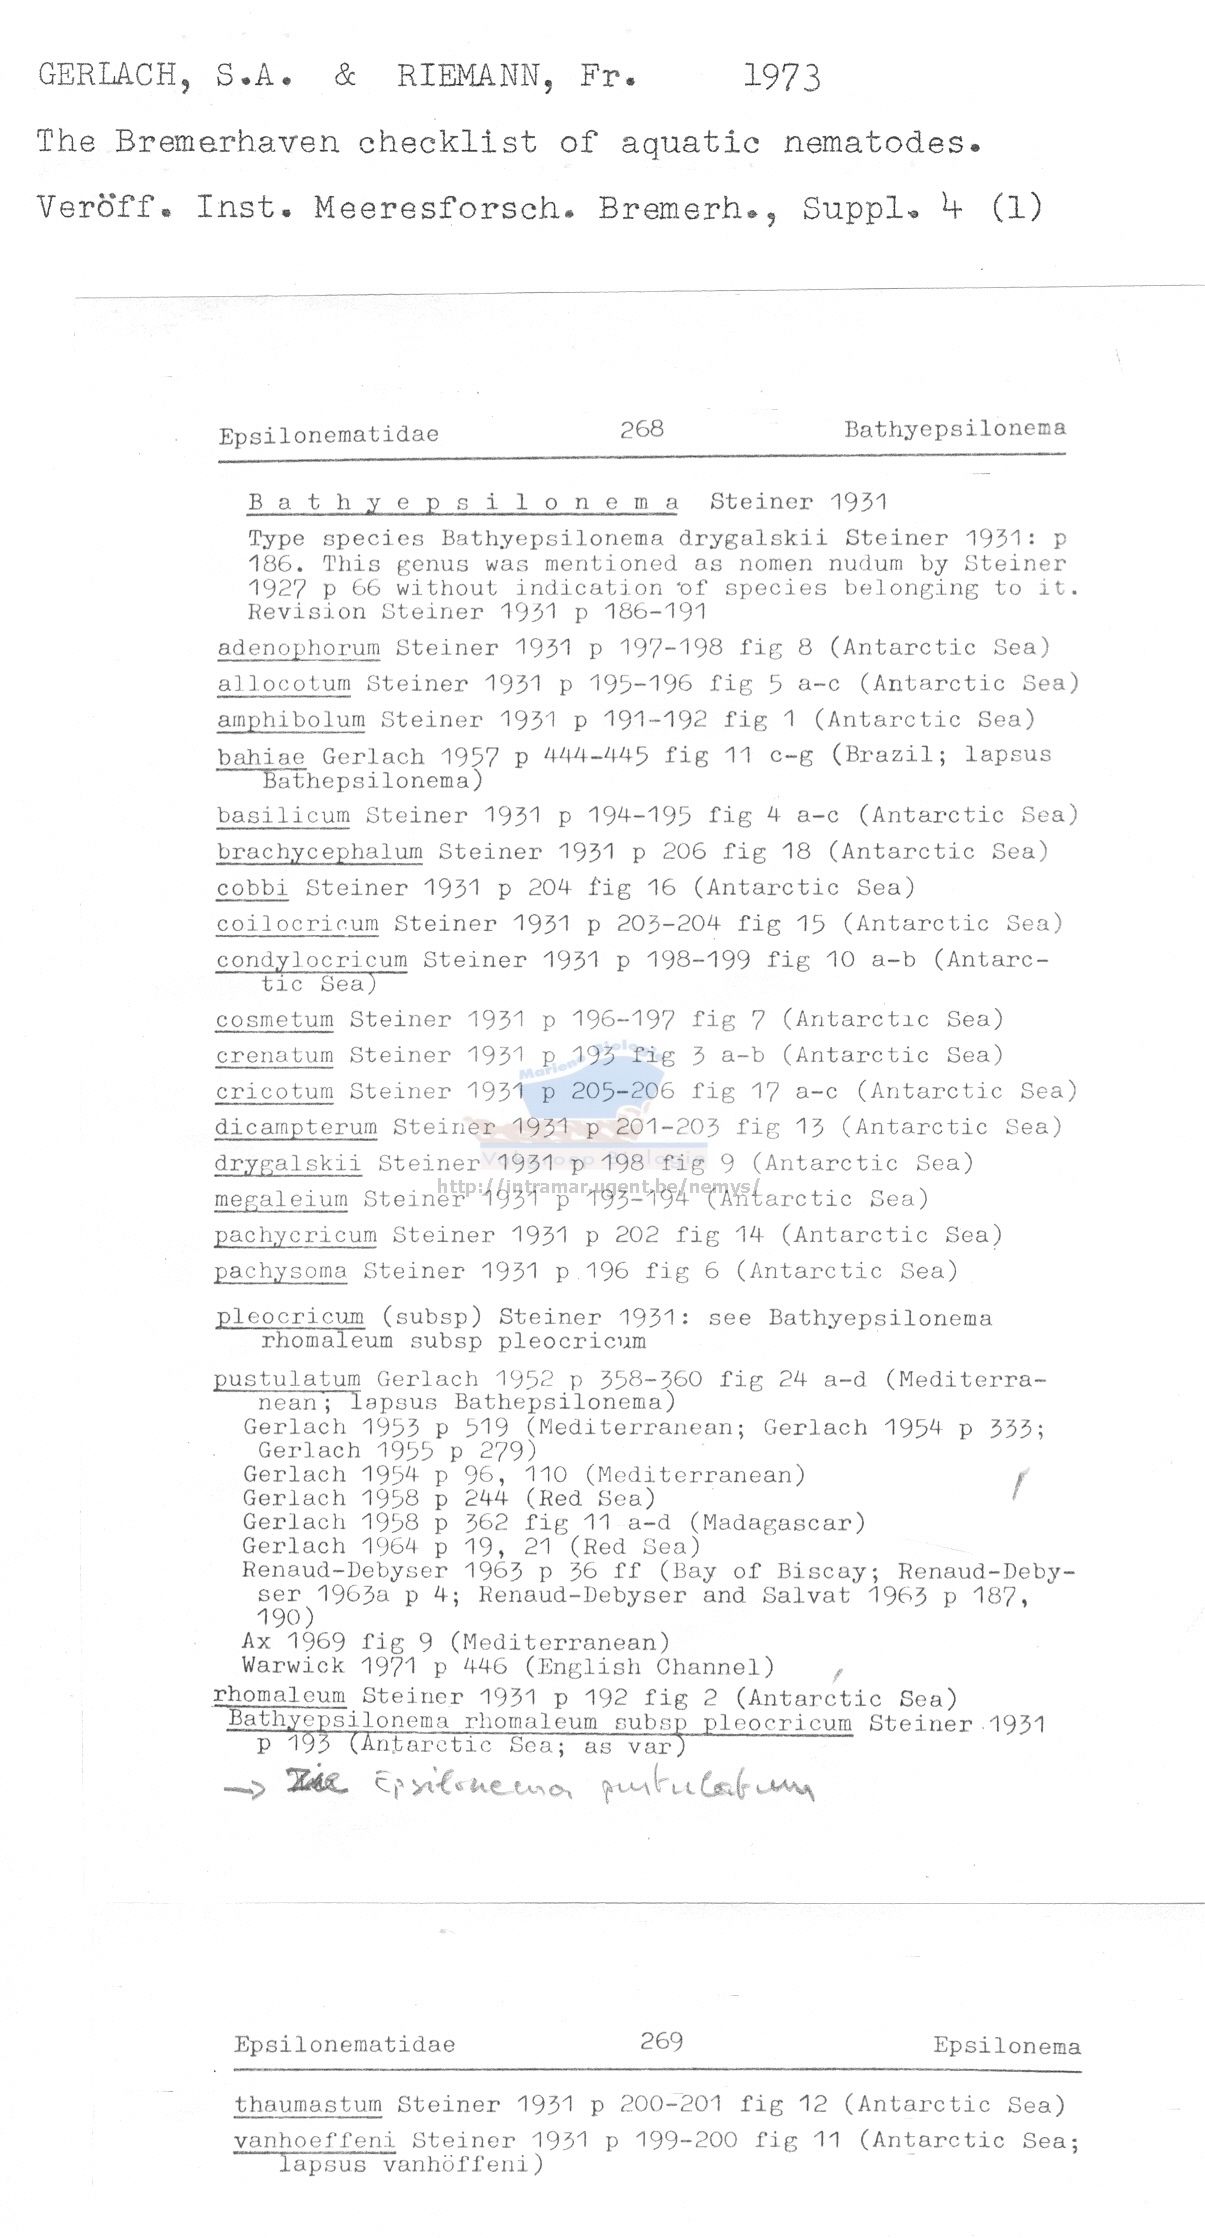 GERLACH, S.A. & RIEMANN, Fr. 1973
The Bremerhaven checklist of aquatic nematodes.
Veröff. Inst. Meeresforsch. Bremerh., Suppl. 4 (1)
Epsilonematidae 268 Bathyepsilonema
B a t h y e p s i l o n e m a Steiner 1931
Type species Bathyepsilonema drygalskii Steiner 1931: p
186. This genus was mentioned as nomen nudum by Steiner
1927 p 66 without indication of species belonging to it.
Revision Steiner 1931 p 186-191
adenophorum Steiner 1931 p 197-198 fig 8 (Antarctic Sea)
allocotum Steiner 1931 p 195-196 fig 5 a-c (Antarctic Sea)
amphibolum Steiner 1931 p 191-192 fig 1 (Antarctic Sea)
bahiae Gerlach 1957 p 444-445 fig 11 c-g (Brazil; lapsus
Bathepsilonema)
basilicum Steiner 1931 p 194-195 fig 4 a-c (Antarctic Sea)
brachycephalum Steiner 1931 p 206 fig 18 (Antarctic Sea)
cobbi Steiner 1931 p 204 fig 16 (Antarctic Sea)
coilocricum Steiner 1931 p 203-204 fig 15 (Antarctic Sea)
condylocricum Steiner 1931 p 198-199 fig 10 a-b (Antarc-
tic Sea)
cosmetum Steiner 1931 p 196-197 fig 7 (Antarctic Sea)
crenatum Steiner 1931 p 193 fig 3 a-b (Antarctic Sea)
Mariene Biologie
cricotum Steiner 1931 p 205-206 fig 17 a-c (Antarctic Sea)
dicampterum Steiner 1931 p 201-203 fig 13 (Antarctic Sea)
drygalskii Steiner 1931 p 198 fig 9 (Antarctic Sea)
http://intramar.ugent.be/nemys/
megaleium Steiner 1931 p 193-194 (Antarctic Sea)
pachycricum Steiner 1931 p 202 fig 14 (Antarctic Sea)
pachysoma Steiner 1931 p 196 fig 6 (Antarctic Sea)
pleocricum (subsp) Steiner 1931: see Bathyepsilonema
rhomaleum subsp pleocricum
pustulatum Gerlach 1952 p 358-360 fig 24 a-d (Mediterra-
nean; lapsus Bathepsilonema)
Gerlach 1953 p 519 (Mediterranean; Gerlach 1954 p 333;
Gerlach 1955 p 279)
Gerlach 1954 p 96, 110 (Mediterranean)
Gerlach 1958 p 244 (Red Sea)
Gerlach 1958 p 362 fig 11 a-d (Madagascar)
Gerlach 1964 p 19, 21 (Red Sea)
Renaud-Debyser 1963 p 36 ff (Bay of Biscay; Renaud-Deby-
ser 1963a p 4; Renaud-Debyser and Salvat 1963 p 187,
190)
Ax 1969 fig 9 (Mediterranean)
Warwick 1971 p 446 (English Channel)
rhomaleum Steiner 1931 p 192 fig 2 (Antarctic Sea)
Bathyepsilonema rhomaleum subsp pleocricum Steiner 1931
p 193 (Antarctic Sea; as var)
→ Zie Epsilonema pustulatum
Epsilonematidae 269 Epsilonema
thaumastum Steiner 1931 p 200-201 fig 12 (Antarctic Sea)
vanhoeffeni Steiner 1931 p 199-200 fig 11 (Antarctic Sea;
lapsus vanhöffeni)